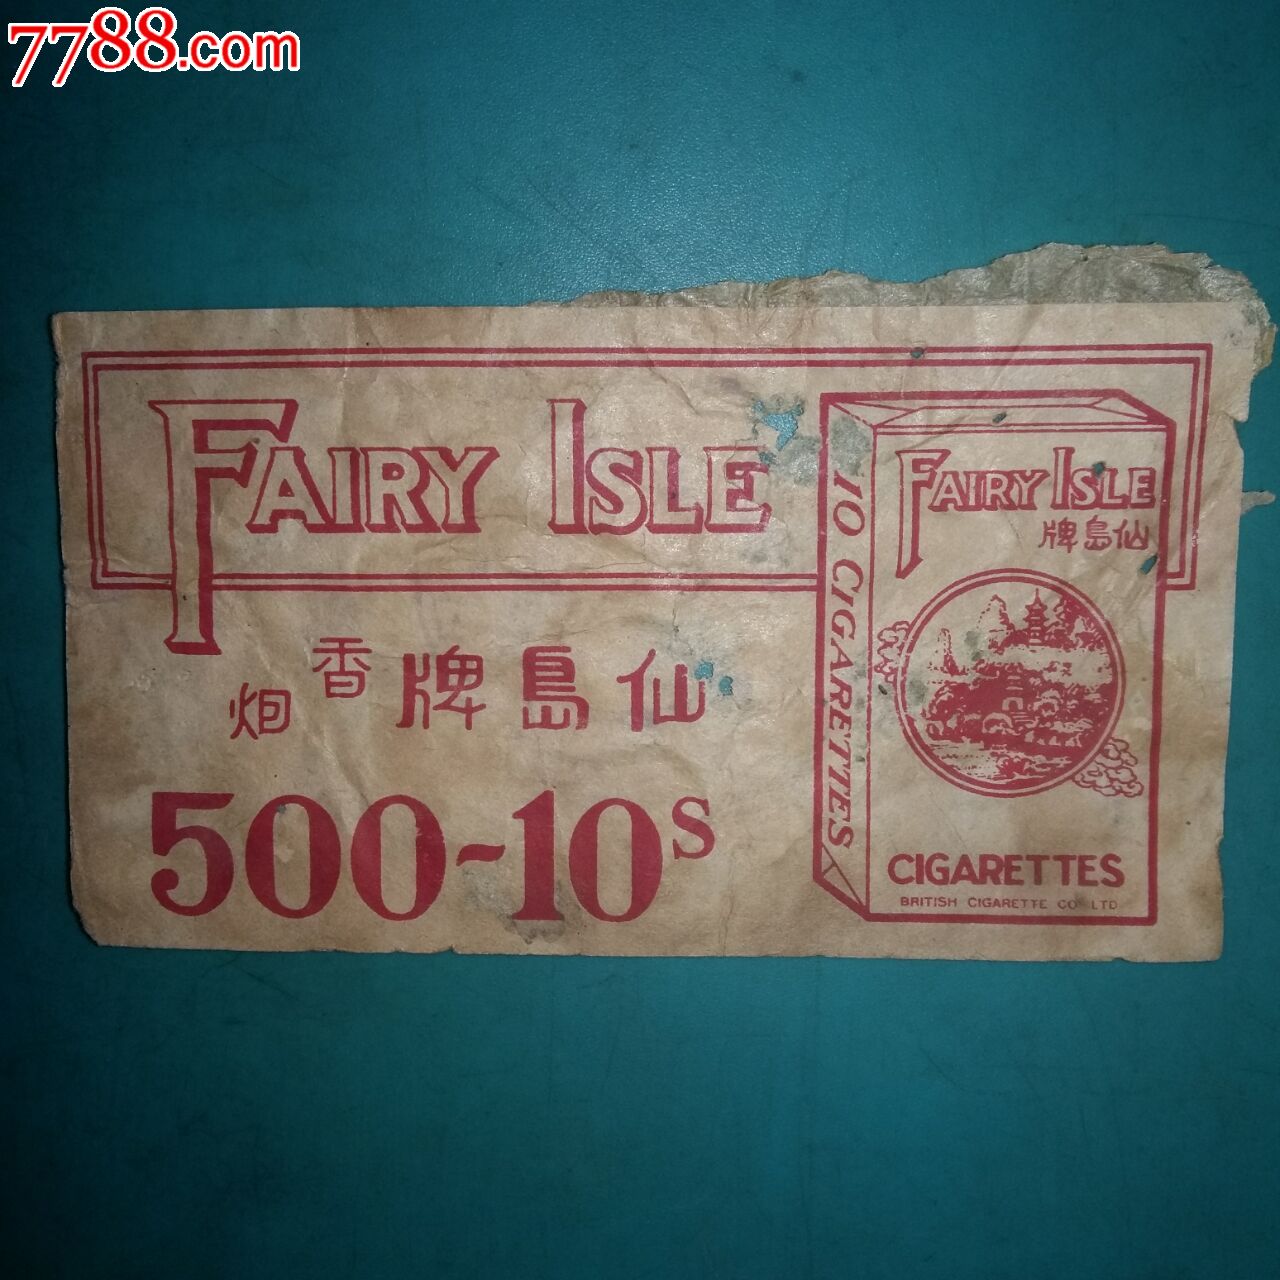 7788.com
FAIRY ISLE
仙島牌香烟
500-10s
10 CIGARETTES
FAIRY ISLE
仙島牌
CIGARETTES
BRITISH CIGARETTE CO LTD